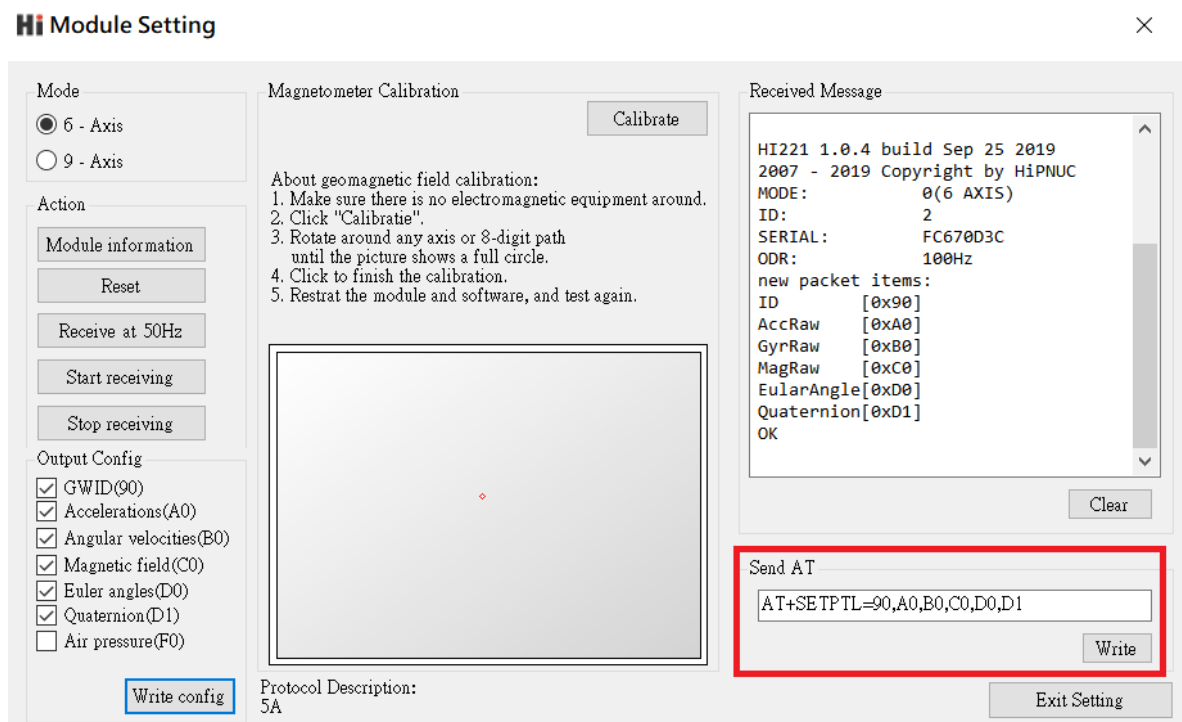 Hi Module Setting
Mode
6 - Axis
9 - Axis
Action
Module information
Reset
Receive at 50Hz
Start receiving
Stop receiving
Output Config
GWID(90)
Accelerations(A0)
Angular velocities(B0)
Magnetic field(C0)
Euler angles(D0)
Quaternion(D1)
Air pressure(F0)
Write config
Magnetometer Calibration
Calibrate
About geomagnetic field calibration:
1. Make sure there is no electromagnetic equipment around.
2. Click "Calibratie".
3. Rotate around any axis or 8-digit path
until the picture shows a full circle.
4. Click to finish the calibration.
5. Restrat the module and software, and test again.
Protocol Description:
5A
Received Message
HI221 1.0.4 build Sep 25 2019
2007 - 2019 Copyright by HiPNUC
MODE: 0(6 AXIS)
ID: 2
SERIAL: FC670D3C
ODR: 100Hz
new packet items:
ID [0x90]
AccRaw [0xA0]
GyrRaw [0xB0]
MagRaw [0xC0]
EularAngle[0xD0]
Quaternion[0xD1]
OK
Clear
Send AT
AT+SETPTL=90,A0,B0,C0,D0,D1
Write
Exit Setting